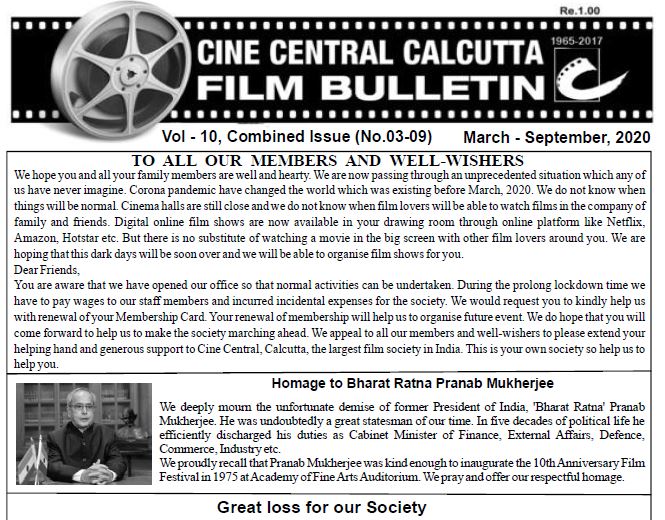 Re.1.00
CINE CENTRAL CALCUTTA
1965-2017
FILM BULLETIN
Vol - 10, Combined Issue (No.03-09) March - September, 2020
TO ALL OUR MEMBERS AND WELL-WISHERS
We hope you and all your family members are well and hearty. We are now passing through an unprecedented situation which any of
us have never imagine. Corona pandemic have changed the world which was existing before March, 2020. We do not know when
things will be normal. Cinema halls are still close and we do not know when film lovers will be able to watch films in the company of
family and friends. Digital online film shows are now available in your drawing room through online platform like Netflix,
Amazon, Hotstar etc. But there is no substitute of watching a movie in the big screen with other film lovers around you. We are
hoping that this dark days will be soon over and we will be able to organise film shows for you.
Dear Friends,
You are aware that we have opened our office so that normal activities can be undertaken. During the prolong lockdown time we
have to pay wages to our staff members and incurred incidental expenses for the society. We would request you to kindly help us
with renewal of your Membership Card. Your renewal of membership will help us to organise future event. We do hope that you will
come forward to help us to make the society marching ahead. We appeal to all our members and well-wishers to please extend your
helping hand and generous support to Cine Central, Calcutta, the largest film society in India. This is your own society so help us to
help you.
Homage to Bharat Ratna Pranab Mukherjee
We deeply mourn the unfortunate demise of former President of India, 'Bharat Ratna' Pranab
Mukherjee. He was undoubtedly a great statesman of our time. In five decades of political life he
efficiently discharged his duties as Cabinet Minister of Finance, External Affairs, Defence,
Commerce, Industry etc.
We proudly recall that Pranab Mukherjee was kind enough to inaugurate the 10th Anniversary Film
Festival in 1975 at Academy of Fine Arts Auditorium. We pray and offer our respectful homage.
Great loss for our Society